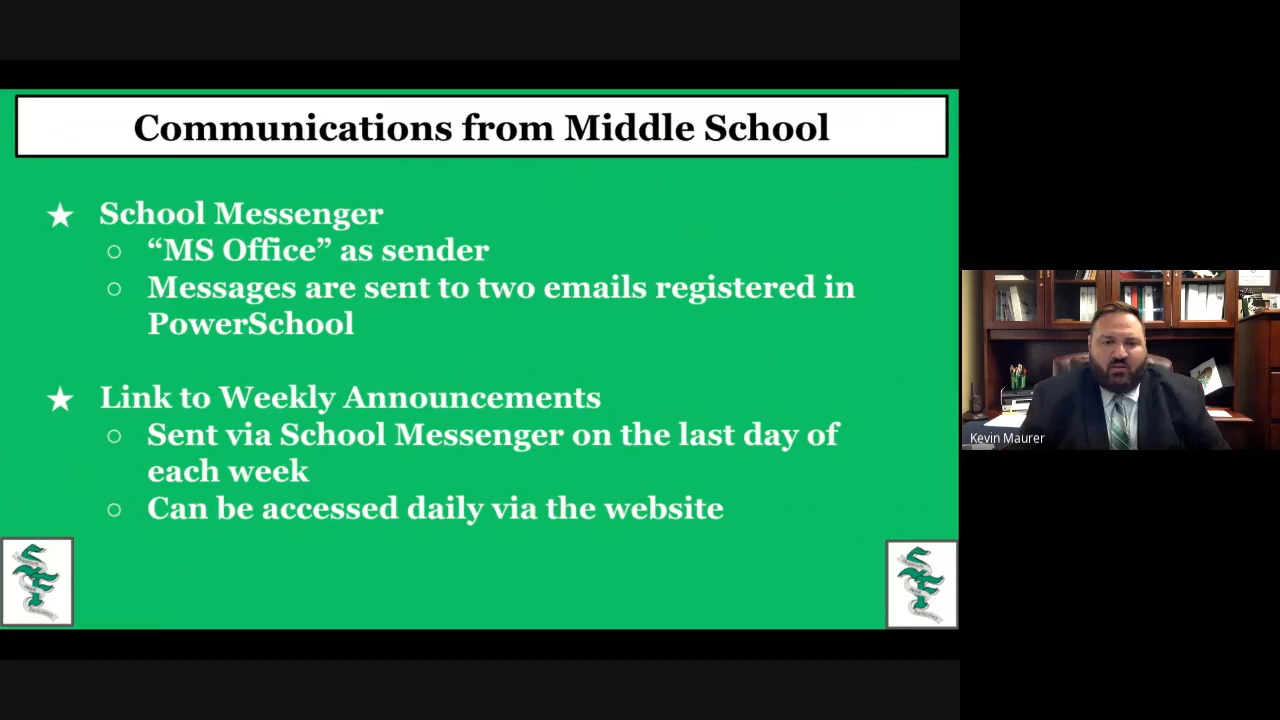 Communications from Middle School
★ School Messenger
○ “MS Office” as sender
○ Messages are sent to two emails registered in
PowerSchool
★ Link to Weekly Announcements
○ Sent via School Messenger on the last day of
each week
○ Can be accessed daily via the website
Kevin Maurer